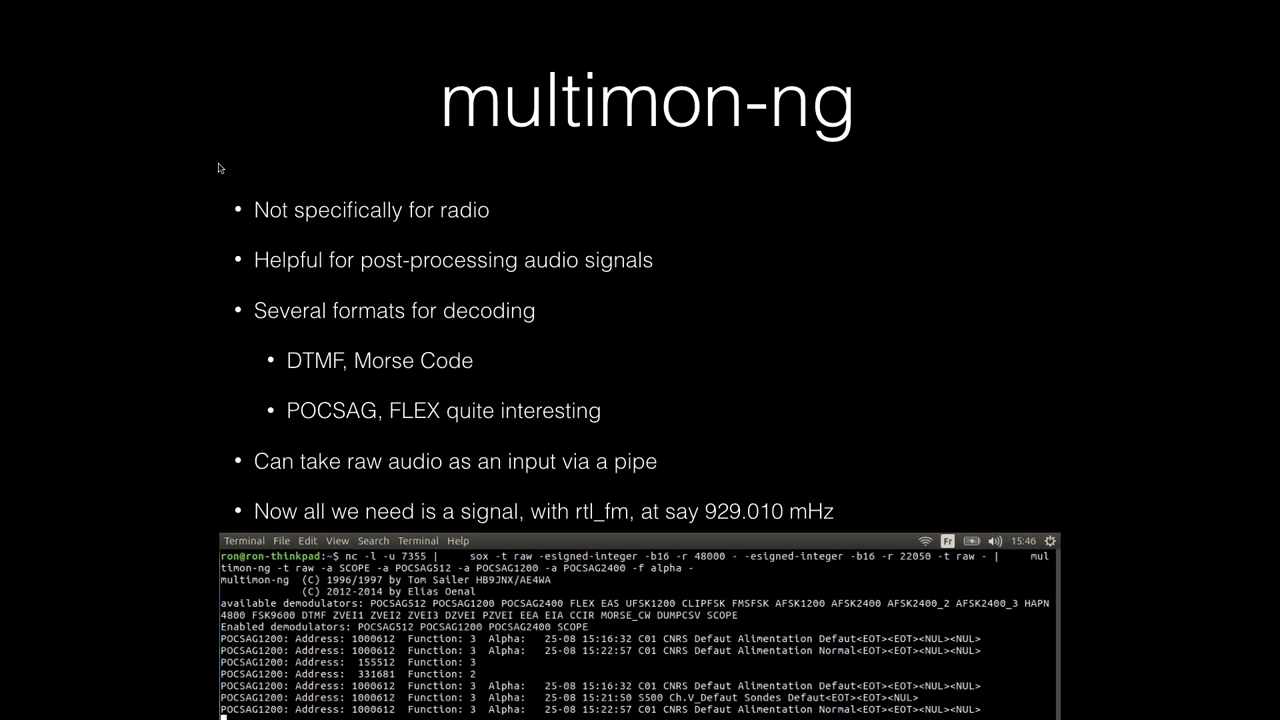 multimon-ng
• Not specifically for radio
• Helpful for post-processing audio signals
• Several formats for decoding
• DTMF, Morse Code
• POCSAG, FLEX quite interesting
• Can take raw audio as an input via a pipe
• Now all we need is a signal, with rtl_fm, at say 929.010 mHz
Terminal File Edit View Search Terminal Help Fr 15:46
ron@ron-thinkpad:~$ nc -l -u 7355 | sox -t raw -esigned-integer -b16 -r 48000 - -esigned-integer -b16 -r 22050 -t raw - | mul
timon-ng -t raw -a SCOPE -a POCSAG512 -a POCSAG1200 -a POCSAG2400 -f alpha -
multimon-ng (C) 1996/1997 by Tom Sailer HB9JNX/AE4WA
(C) 2012-2014 by Elias Oenal
available demodulators: POCSAG512 POCSAG1200 POCSAG2400 FLEX EAS UFSK1200 CLIPFSK FMSFSK AFSK1200 AFSK2400 AFSK2400_2 AFSK2400_3 HAPN
4800 FSK9600 DTMF ZVEI1 ZVEI2 ZVEI3 DZVEI PZVEI EEA EIA CCIR MORSE_CW DUMPCSV SCOPE
Enabled demodulators: POCSAG512 POCSAG1200 POCSAG2400 SCOPE
POCSAG1200: Address: 1000612 Function: 3 Alpha: 25-08 15:16:32 C01 CNRS Defaut Alimentation Defaut<EOT><EOT><NUL><NUL>
POCSAG1200: Address: 1000612 Function: 3 Alpha: 25-08 15:22:57 C01 CNRS Defaut Alimentation Normal<EOT><EOT><NUL><NUL>
POCSAG1200: Address: 155512 Function: 3
POCSAG1200: Address: 331681 Function: 2
POCSAG1200: Address: 1000612 Function: 3 Alpha: 25-08 15:16:32 C01 CNRS Defaut Alimentation Defaut<EOT><EOT><NUL><NUL>
POCSAG1200: Address: 1000612 Function: 3 Alpha: 25-08 15:21:50 S500 Ch.V_Defaut Sondes Defaut<EOT><EOT><NUL>
POCSAG1200: Address: 1000612 Function: 3 Alpha: 25-08 15:22:57 C01 CNRS Defaut Alimentation Normal<EOT><EOT><NUL><NUL>